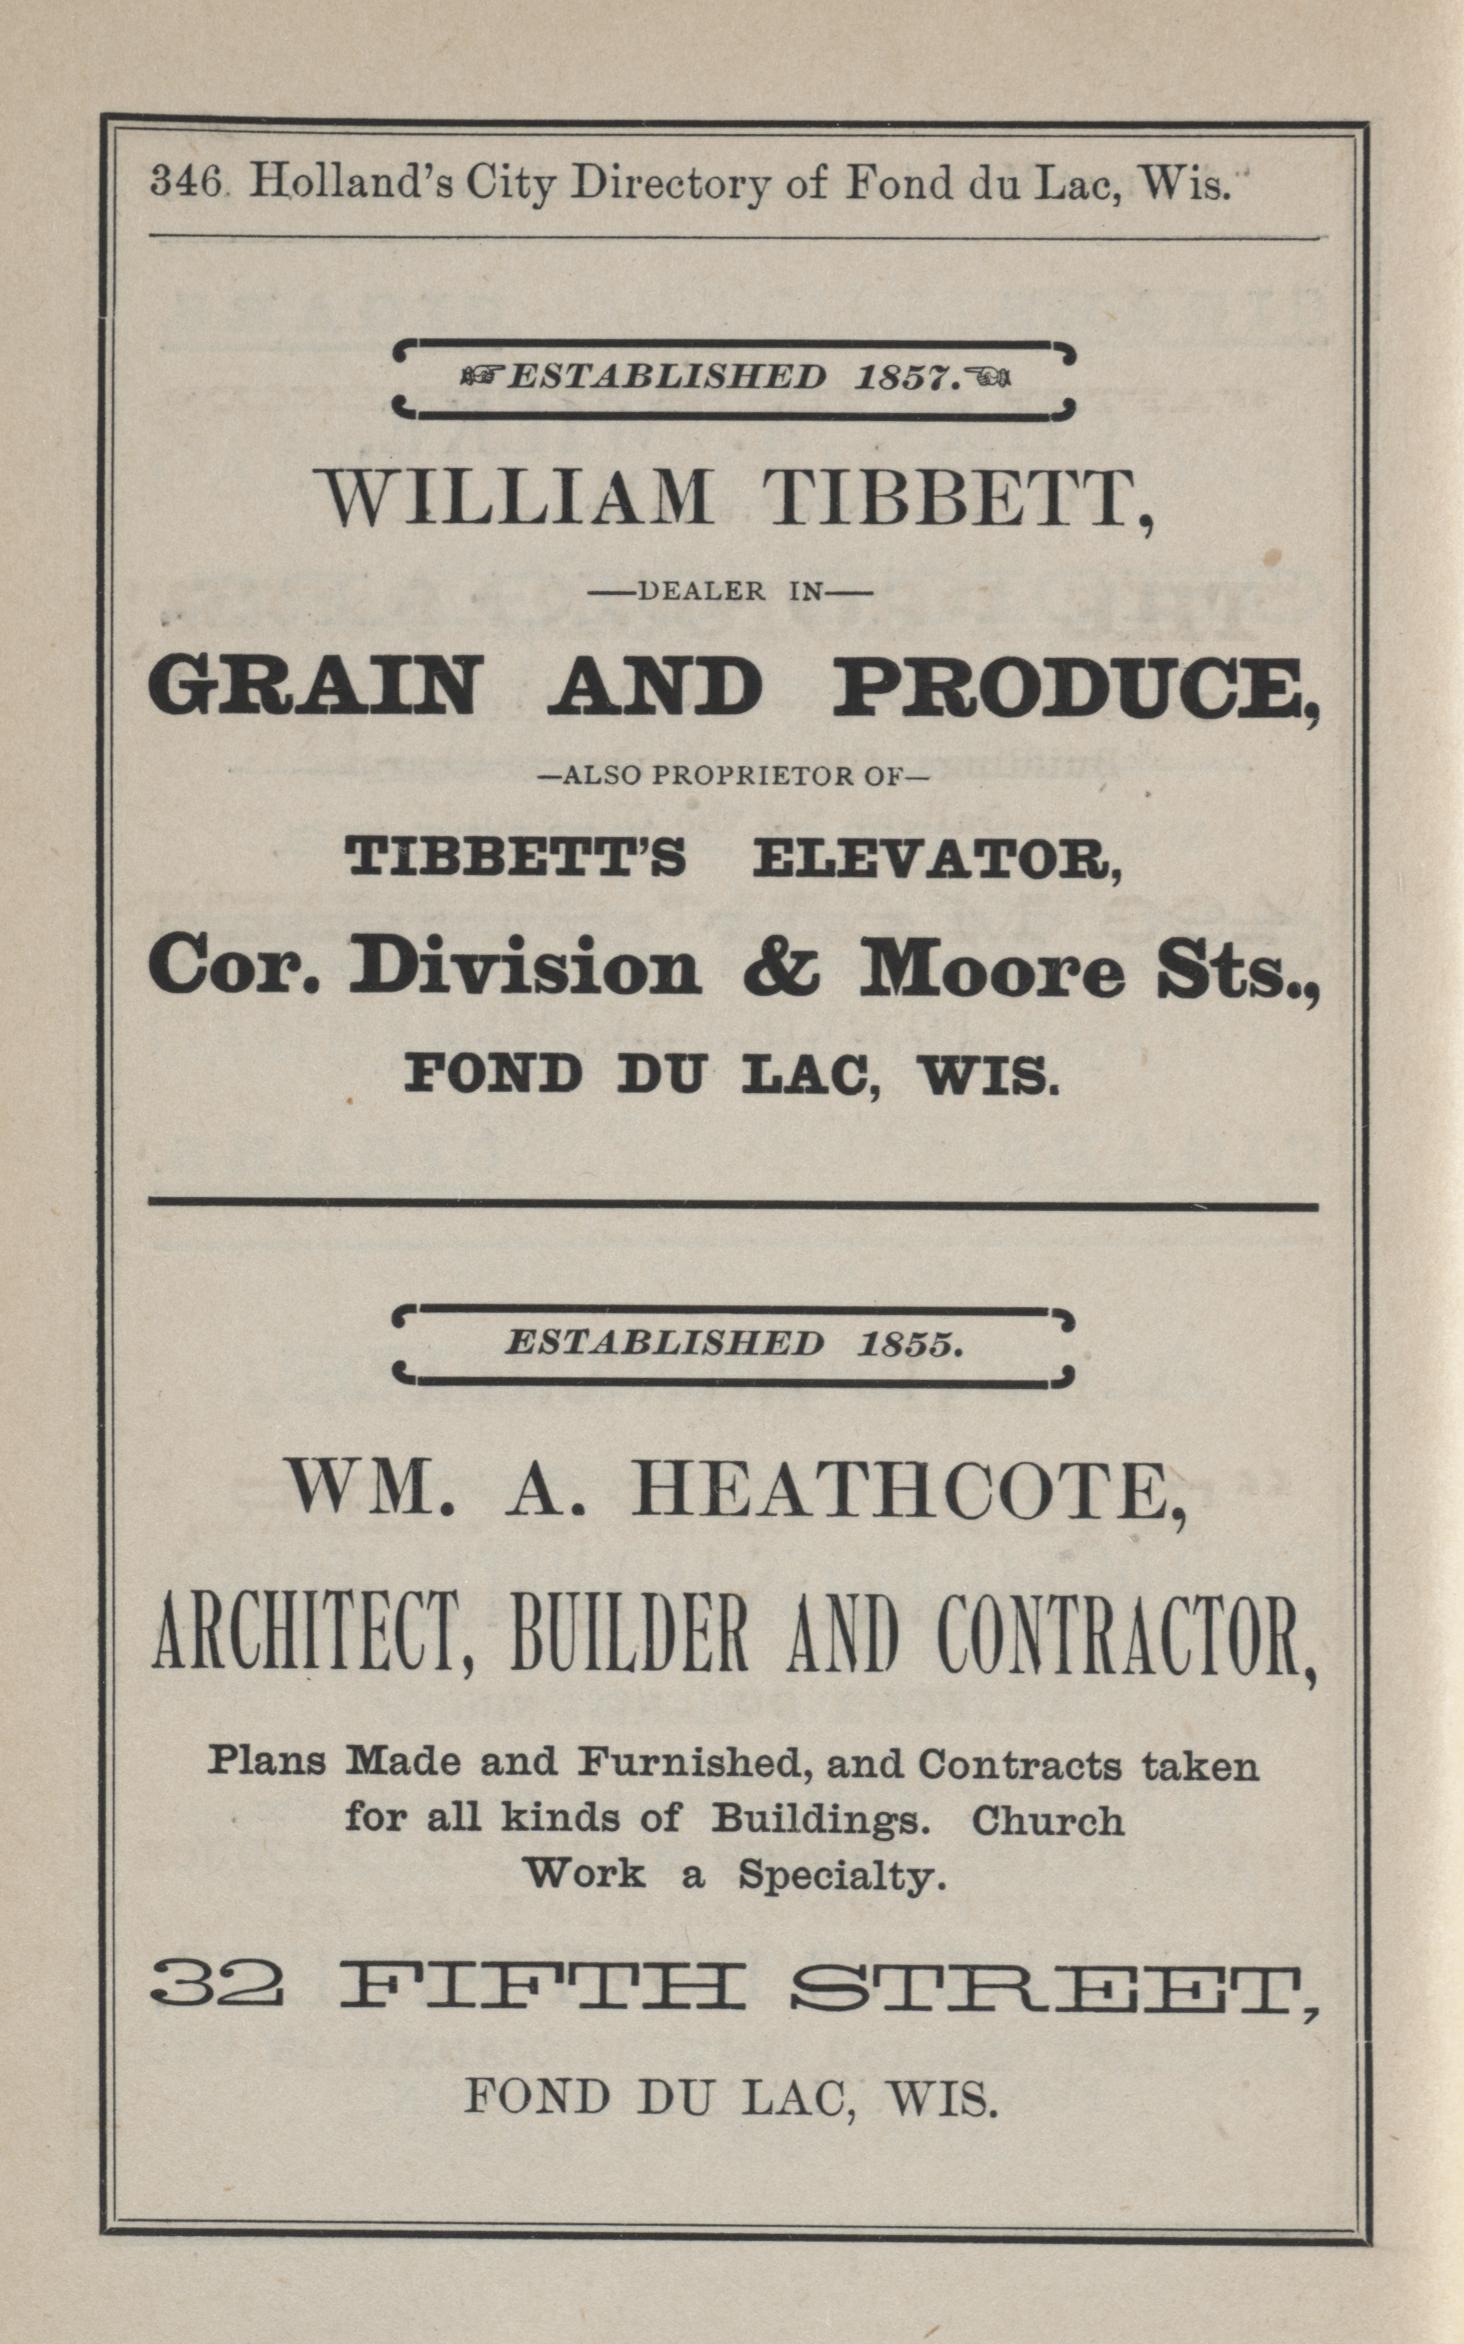 346 Holland's City Directory of Fond du Lac, Wis.
☞ESTABLISHED 1857.☜
WILLIAM TIBBETT,
—DEALER IN—
GRAIN AND PRODUCE,
—ALSO PROPRIETOR OF—
TIBBETT'S ELEVATOR,
Cor. Division & Moore Sts.,
FOND DU LAC, WIS.
ESTABLISHED 1855.
WM. A. HEATHCOTE,
ARCHITECT, BUILDER AND CONTRACTOR,
Plans Made and Furnished, and Contracts taken
for all kinds of Buildings. Church
Work a Specialty.
32 FIFTH STREET,
FOND DU LAC, WIS.